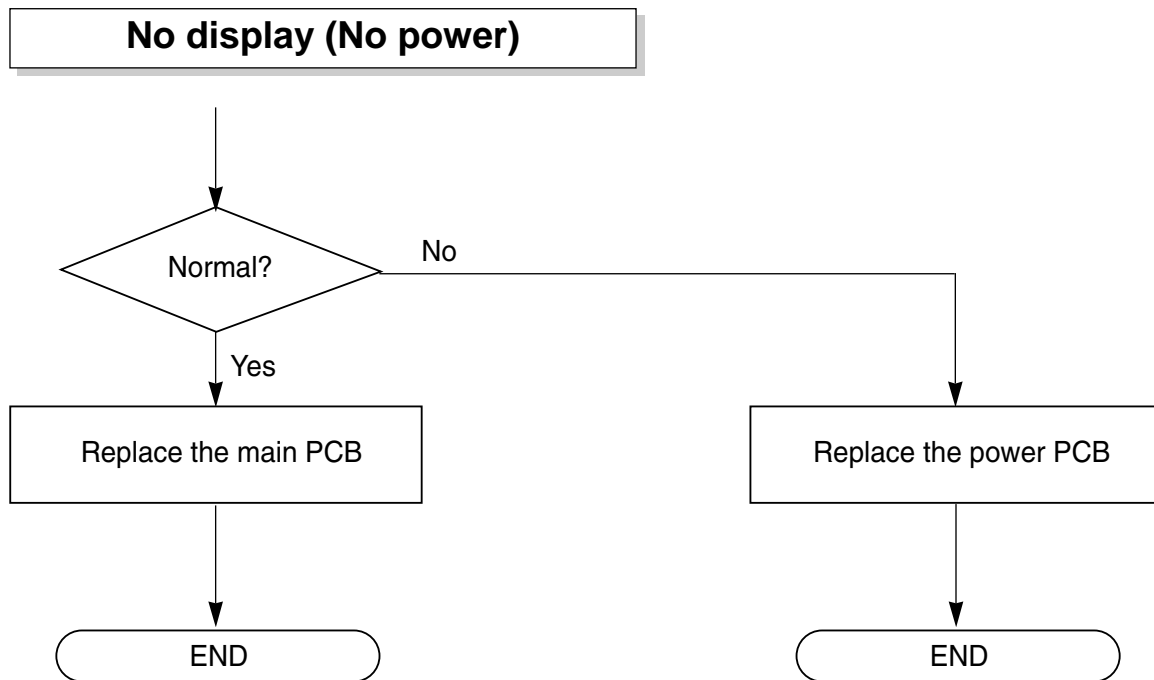 No display (No power)
Normal?
No
Yes
Replace the main PCB
Replace the power PCB
END
END